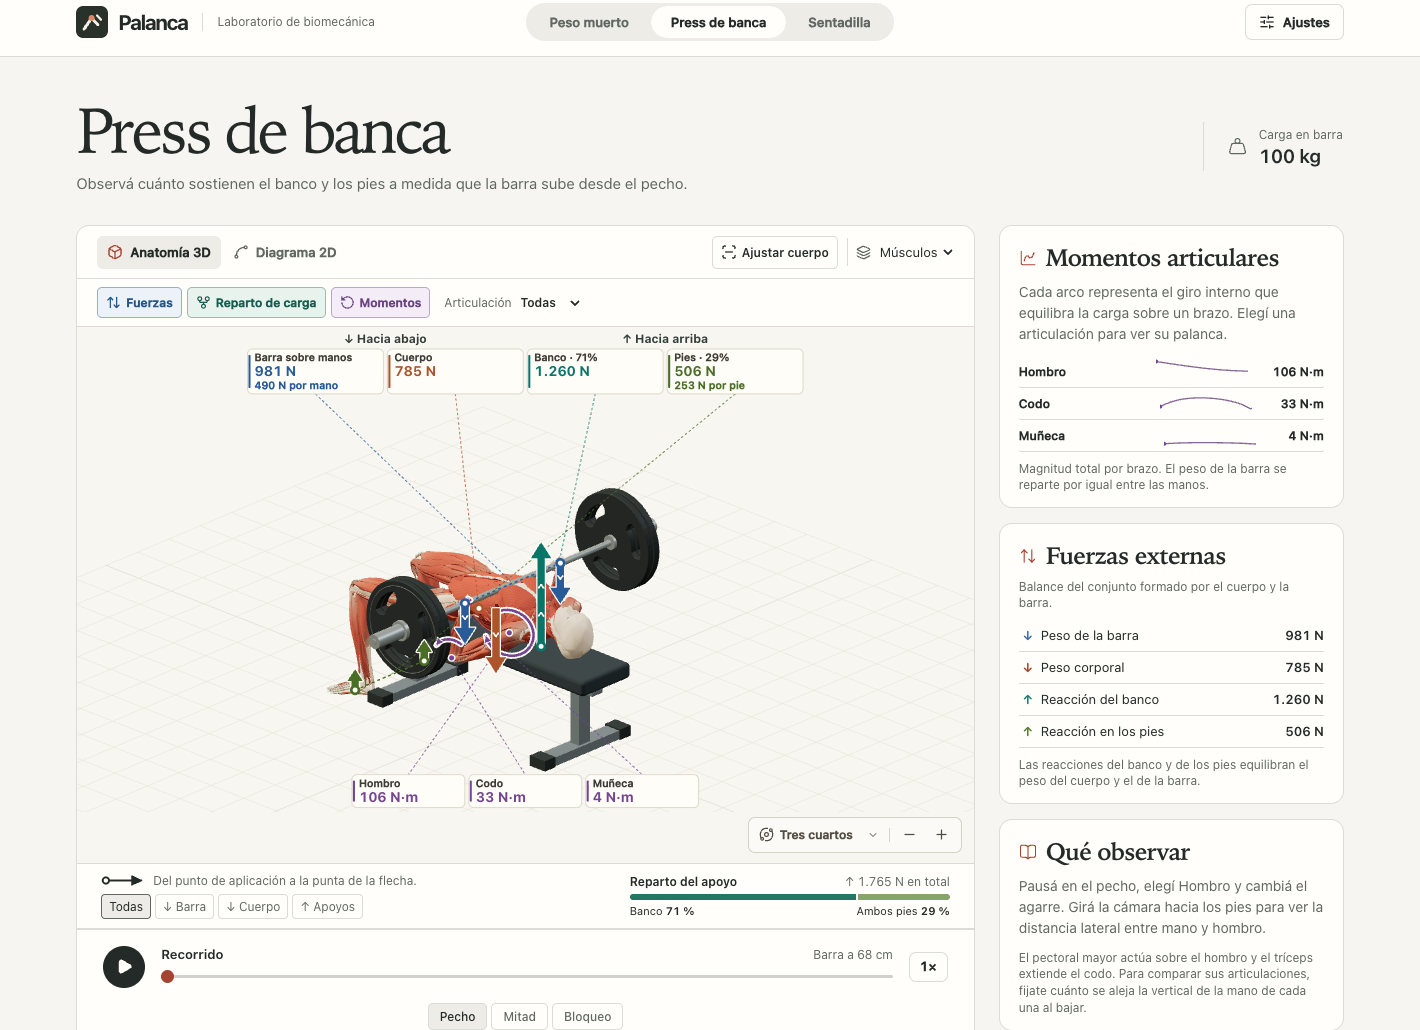 Palanca
Laboratorio de biomecánica
Peso muerto
Press de banca
Sentadilla
Ajustes
Press de banca
Observá cuánto sostienen el banco y los pies a medida que la barra sube desde el pecho.
Carga en barra
100 kg
Anatomía 3D
Diagrama 2D
Ajustar cuerpo
Músculos
Fuerzas
Reparto de carga
Momentos
Articulación
Todas
↓ Hacia abajo
↑ Hacia arriba
Barra sobre manos
981 N
490 N por mano
Cuerpo
785 N
Banco · 71%
1.260 N
Pies · 29%
506 N
253 N por pie
Hombro
106 N·m
Codo
33 N·m
Muñeca
4 N·m
Tres cuartos
− +
Del punto de aplicación a la punta de la flecha.
Todas
↓ Barra
↓ Cuerpo
↑ Apoyos
Reparto del apoyo
↑ 1.765 N en total
Banco 71 %
Ambos pies 29 %
Recorrido
Barra a 68 cm
1×
Pecho
Mitad
Bloqueo
Momentos articulares
Cada arco representa el giro interno que
equilibra la carga sobre un brazo. Elegí una
articulación para ver su palanca.
Hombro 106 N·m
Codo 33 N·m
Muñeca 4 N·m
Magnitud total por brazo. El peso de la barra se
reparte por igual entre las manos.
Fuerzas externas
Balance del conjunto formado por el cuerpo y la
barra.
↓ Peso de la barra 981 N
↓ Peso corporal 785 N
↑ Reacción del banco 1.260 N
↑ Reacción en los pies 506 N
Las reacciones del banco y de los pies equilibran el
peso del cuerpo y el de la barra.
Qué observar
Pausá en el pecho, elegí Hombro y cambiá el
agarre. Girá la cámara hacia los pies para ver la
distancia lateral entre mano y hombro.
El pectoral mayor actúa sobre el hombro y el tríceps
extiende el codo. Para comparar sus articulaciones,
fijate cuánto se aleja la vertical de la mano de cada
una al bajar.